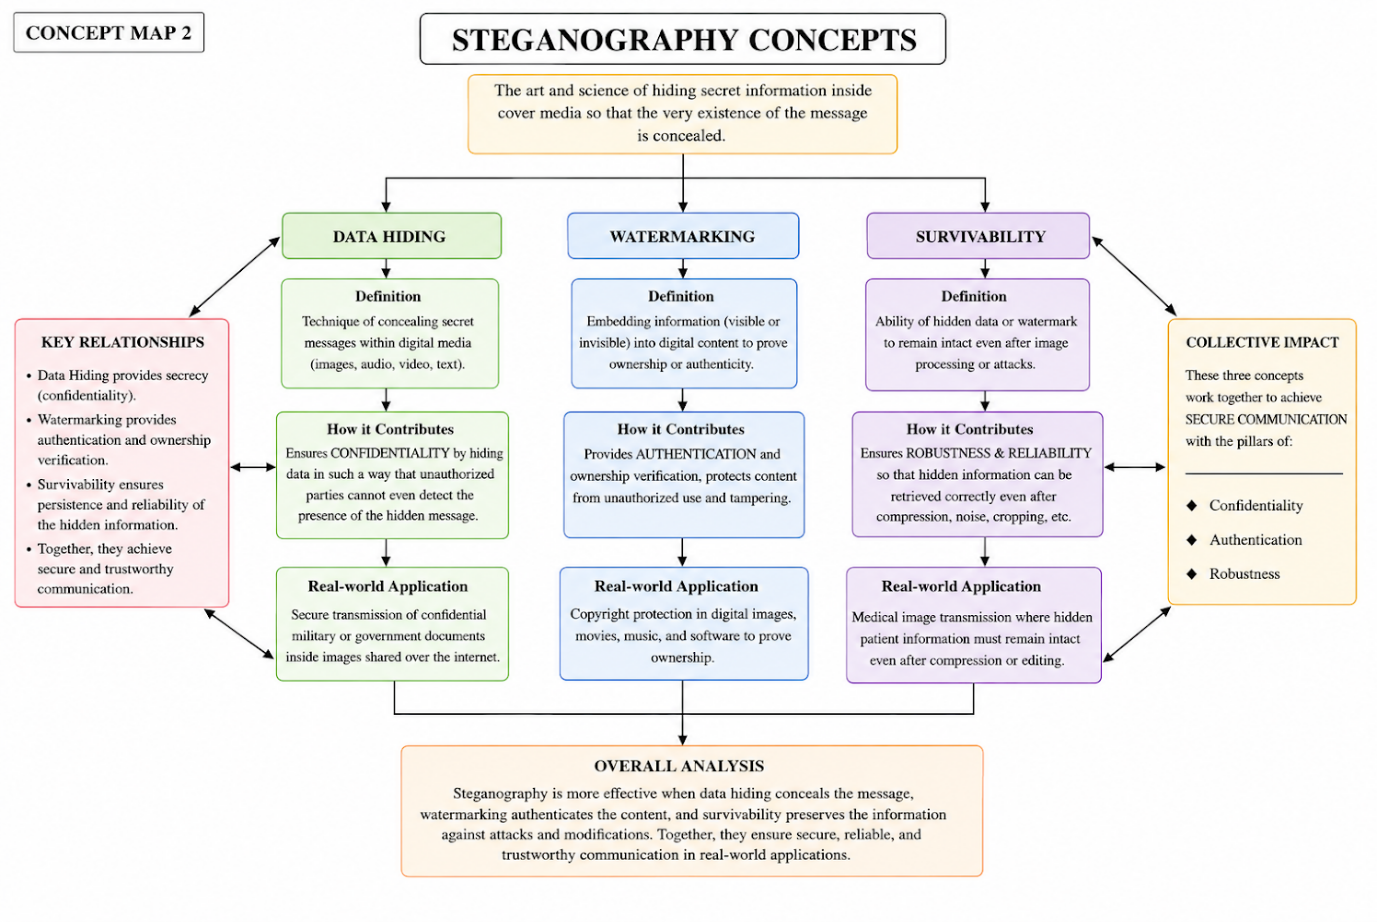 CONCEPT MAP 2
STEGANOGRAPHY CONCEPTS
The art and science of hiding secret information inside
cover media so that the very existence of the message
is concealed.
DATA HIDING
Definition
Technique of concealing secret
messages within digital media
(images, audio, video, text).
How it Contributes
Ensures CONFIDENTIALITY by hiding
data in such a way that unauthorized
parties cannot even detect the
presence of the hidden message.
Real-world Application
Secure transmission of confidential
military or government documents
inside images shared over the internet.
WATERMARKING
Definition
Embedding information (visible or
invisible) into digital content to prove
ownership or authenticity.
How it Contributes
Provides AUTHENTICATION and
ownership verification, protects content
from unauthorized use and tampering.
Real-world Application
Copyright protection in digital images,
movies, music, and software to prove
ownership.
SURVIVABILITY
Definition
Ability of hidden data or watermark
to remain intact even after image
processing or attacks.
How it Contributes
Ensures ROBUSTNESS & RELIABILITY
so that hidden information can be
retrieved correctly even after
compression, noise, cropping, etc.
Real-world Application
Medical image transmission where hidden
patient information must remain intact
even after compression or editing.
KEY RELATIONSHIPS
• Data Hiding provides secrecy
(confidentiality).
• Watermarking provides
authentication and ownership
verification.
• Survivability ensures
persistence and reliability of
the hidden information.
• Together, they achieve
secure and trustworthy
communication.
COLLECTIVE IMPACT
These three concepts
work together to achieve
SECURE COMMUNICATION
with the pillars of:
◆ Confidentiality
◆ Authentication
◆ Robustness
OVERALL ANALYSIS
Steganography is more effective when data hiding conceals the message,
watermarking authenticates the content, and survivability preserves the information
against attacks and modifications. Together, they ensure secure, reliable, and
trustworthy communication in real-world applications.